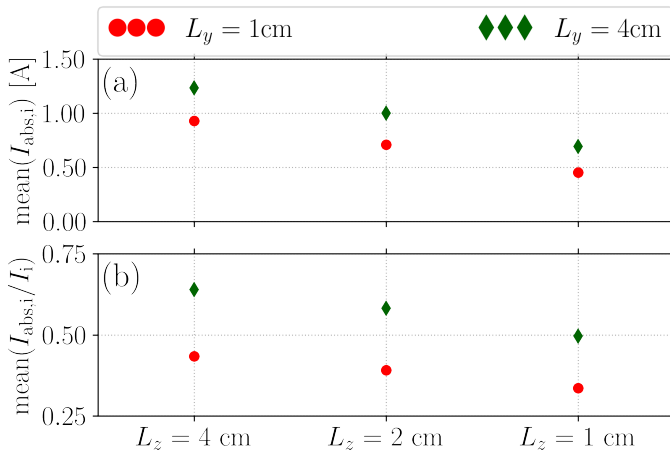 L_y = 1cm L_y = 4cm
(a)
mean(I_abs,i) [A]
1.50
1.00
0.50
0.00
(b)
mean(I_abs,i/I_i)
0.75
0.50
0.25
L_z = 4 cm L_z = 2 cm L_z = 1 cm